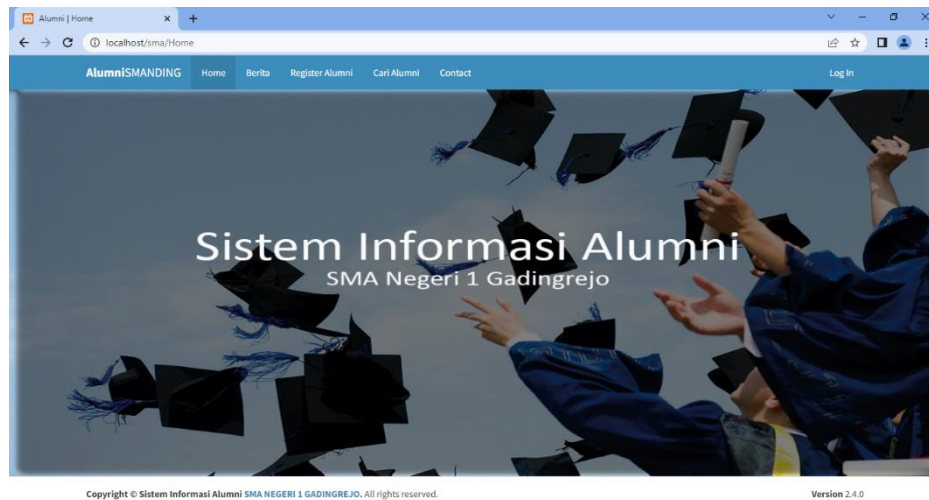 Alumni | Home
localhost/sma/Home
AlumniSMANDING Home Berita Register Alumni Cari Alumni Contact Log In
Sistem Informasi Alumni
SMA Negeri 1 Gadingrejo
Copyright © Sistem Informasi Alumni SMA NEGERI 1 GADINGREJO. All rights reserved. Version 2.4.0